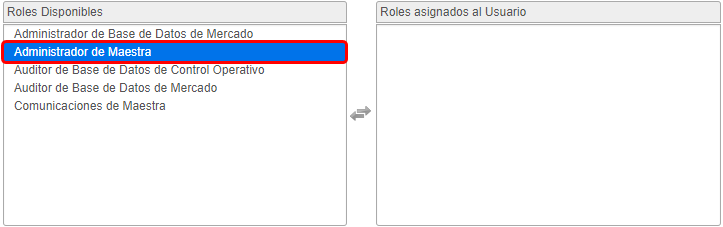 Roles Disponibles
Administrador de Base de Datos de Mercado
Administrador de Maestra
Auditor de Base de Datos de Control Operativo
Auditor de Base de Datos de Mercado
Comunicaciones de Maestra
Roles asignados al Usuario